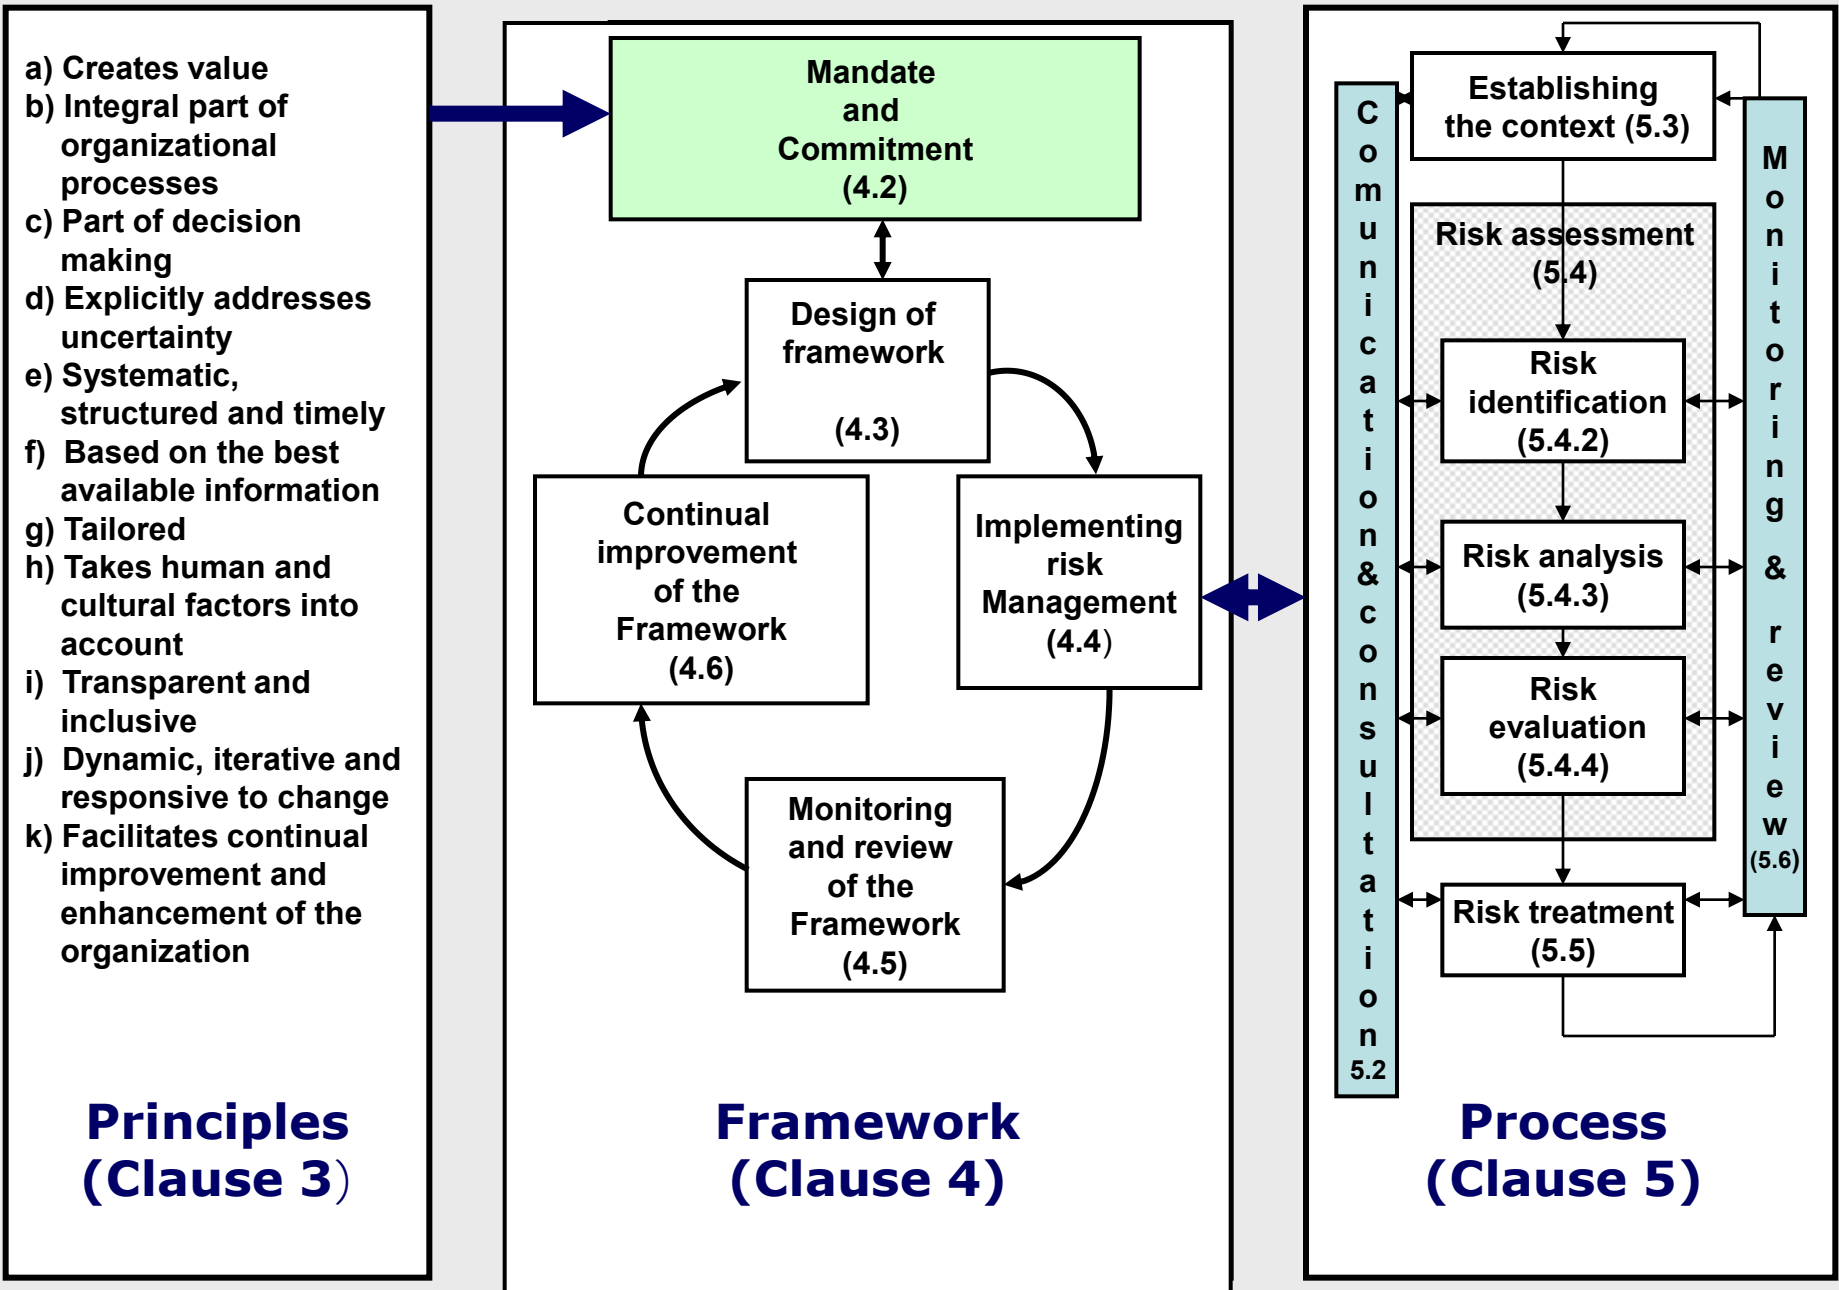 a) Creates value
b) Integral part of
organizational
processes
c) Part of decision
making
d) Explicitly addresses
uncertainty
e) Systematic,
structured and timely
f) Based on the best
available information
g) Tailored
h) Takes human and
cultural factors into
account
i) Transparent and
inclusive
j) Dynamic, iterative and
responsive to change
k) Facilitates continual
improvement and
enhancement of the
organization
Principles
(Clause 3)
Mandate
and
Commitment
(4.2)
Design of
framework
(4.3)
Implementing
risk
Management
(4.4)
Monitoring
and review
of the
Framework
(4.5)
Continual
improvement
of the
Framework
(4.6)
Framework
(Clause 4)
Comunication&consultation
5.2
Establishing
the context (5.3)
Risk assessment
(5.4)
Risk
identification
(5.4.2)
Risk analysis
(5.4.3)
Risk
evaluation
(5.4.4)
Risk treatment
(5.5)
Monitoring & review
(5.6)
Process
(Clause 5)